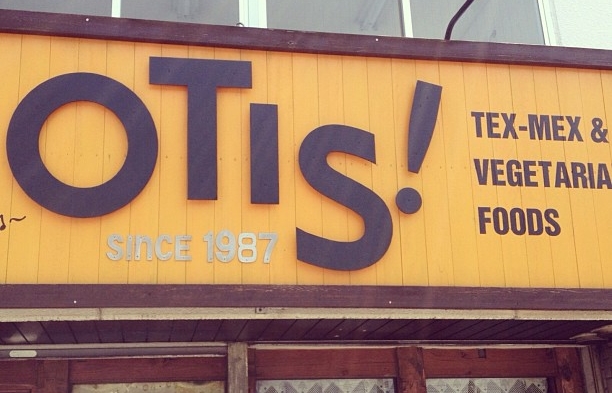 OTIS!
SINCE 1987
TEX-MEX &
VEGETARIA
FOODS